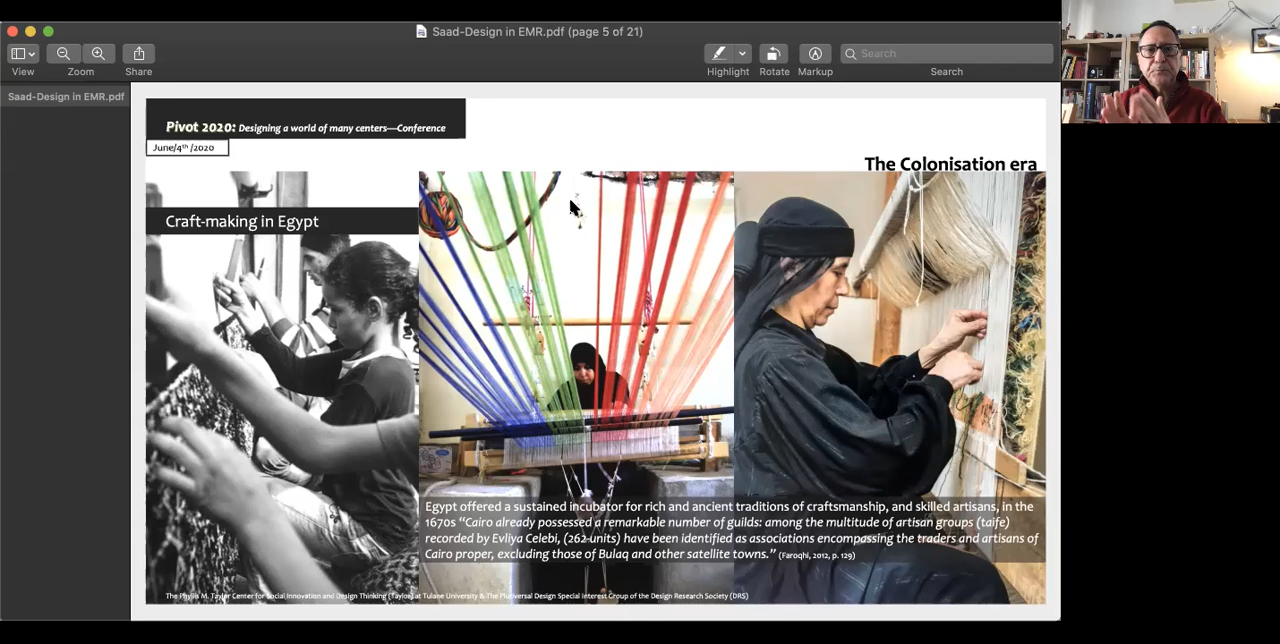 Saad-Design in EMR.pdf (page 5 of 21)
View
Zoom
Share
Highlight
Rotate
Markup
Search
Search
Saad-Design in EMR.pdf
Pivot 2020: Designing a world of many centers—Conference
June/4th /2020
The Colonisation era
Craft-making in Egypt
Egypt offered a sustained incubator for rich and ancient traditions of craftsmanship, and skilled artisans, in the
1670s “Cairo already possessed a remarkable number of guilds: among the multitude of artisan groups (taife)
recorded by Evliya Celebi, (262-units) have been identified as associations encompassing the traders and artisans of
Cairo proper, excluding those of Bulaq and other satellite towns.” (Faroqhi, 2012, p. 129)
The Phyllis M. Taylor Center for Social Innovation and Design Thinking (Taylor) at Tulane University & The Pluriversal Design Special Interest Group of the Design Research Society (DRS)